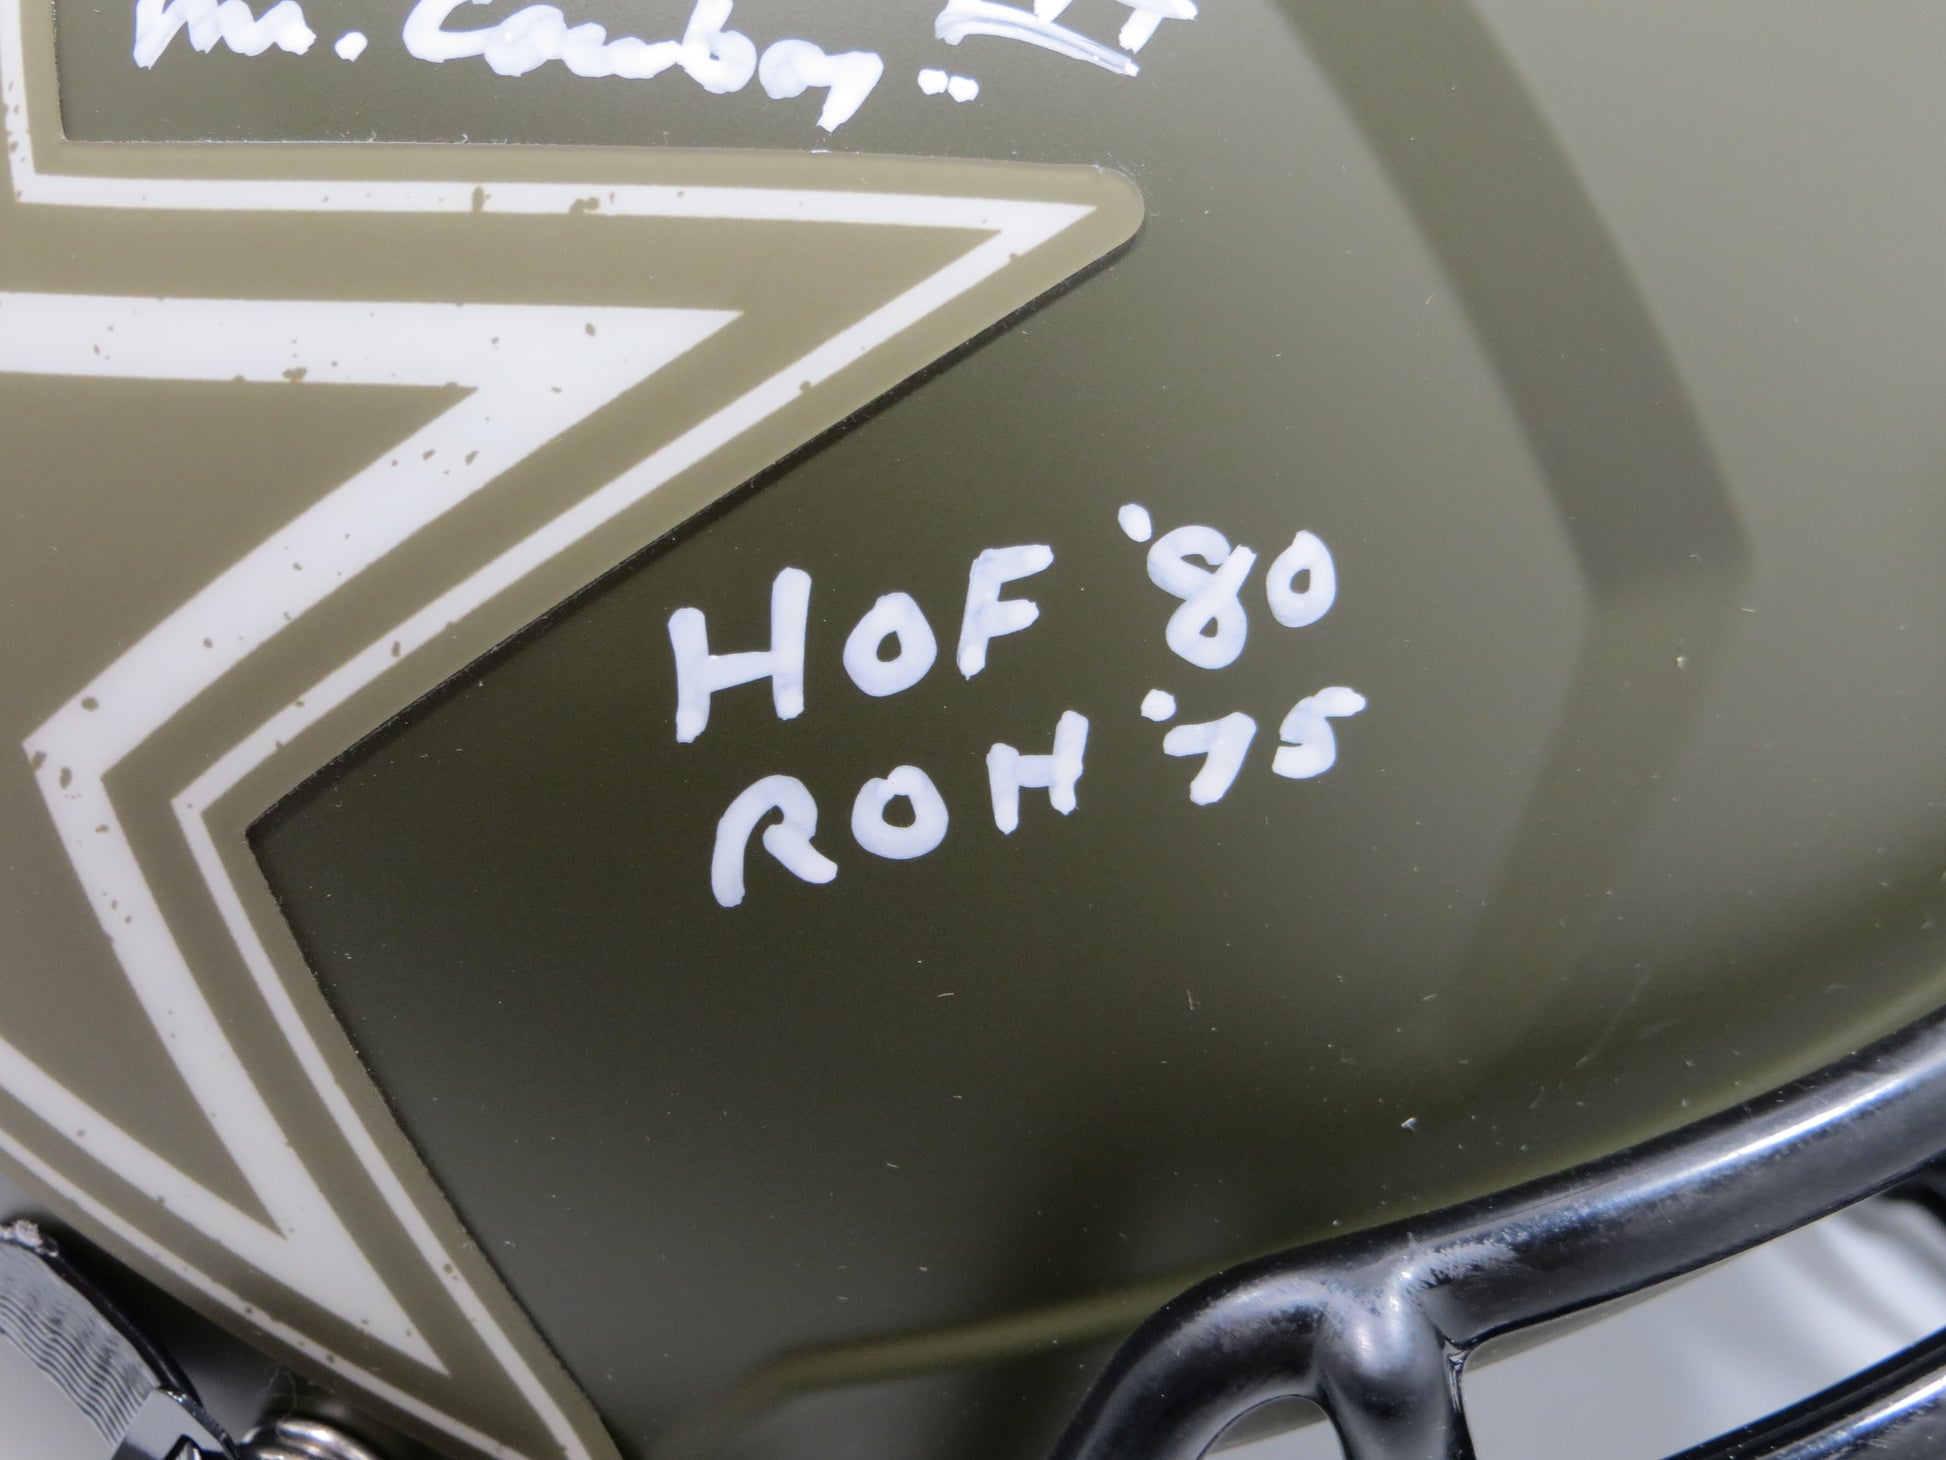 Mr. Cowboy"
HOF '80
ROH '75